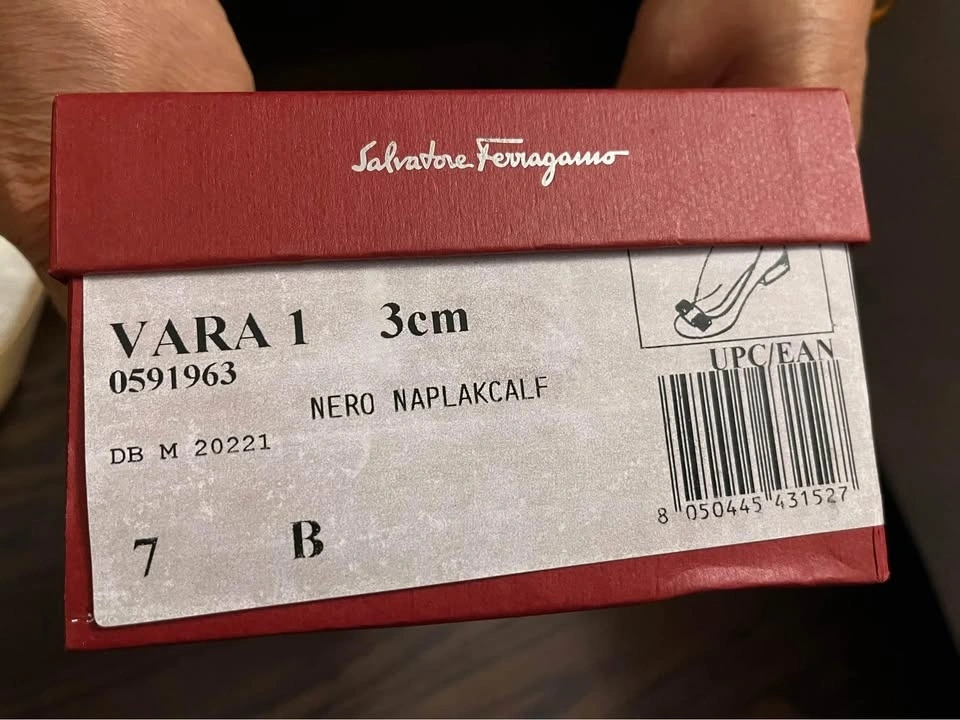 Salvatore Ferragamo
VARA 1 3cm
0591963
NERO NAPLAKCALF
DB M 20221
7 B
UPC/EAN
8 050445 431527